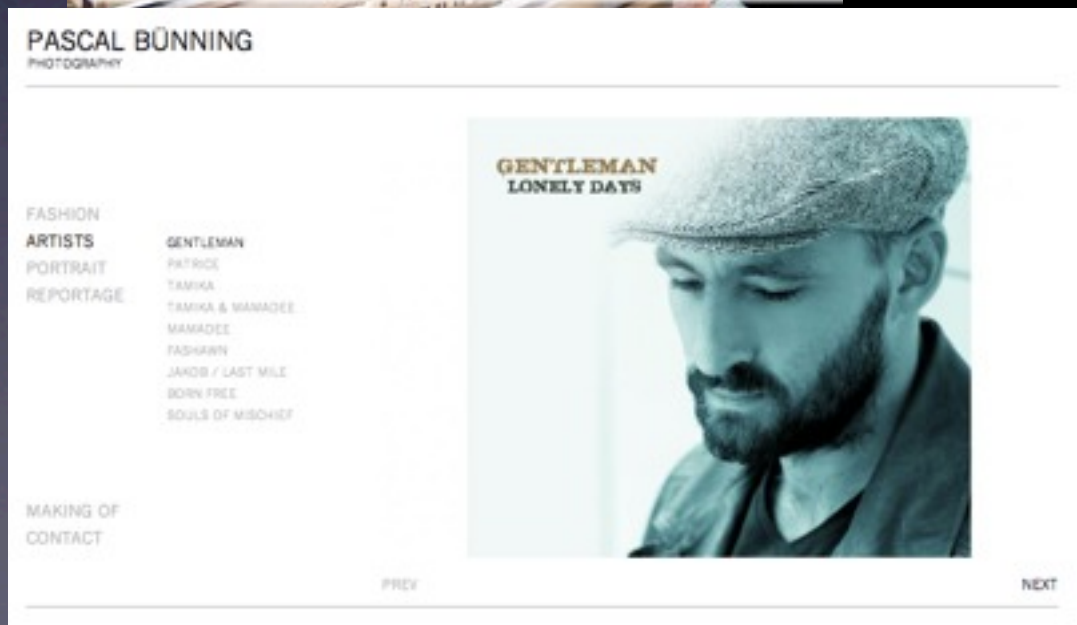 PASCAL BÜNNING
PHOTOGRAPHY
GENTLEMAN
LONELY DAYS
FASHION
ARTISTS
PORTRAIT
REPORTAGE
GENTLEMAN
PATRICE
TAMIKA
TAMIKA & MAMADEE
MAMADEE
FASHAWN
JAKOB / LAST MILE
BORN FREE
SOULS OF MISCHIEF
MAKING OF
CONTACT
PREV
NEXT